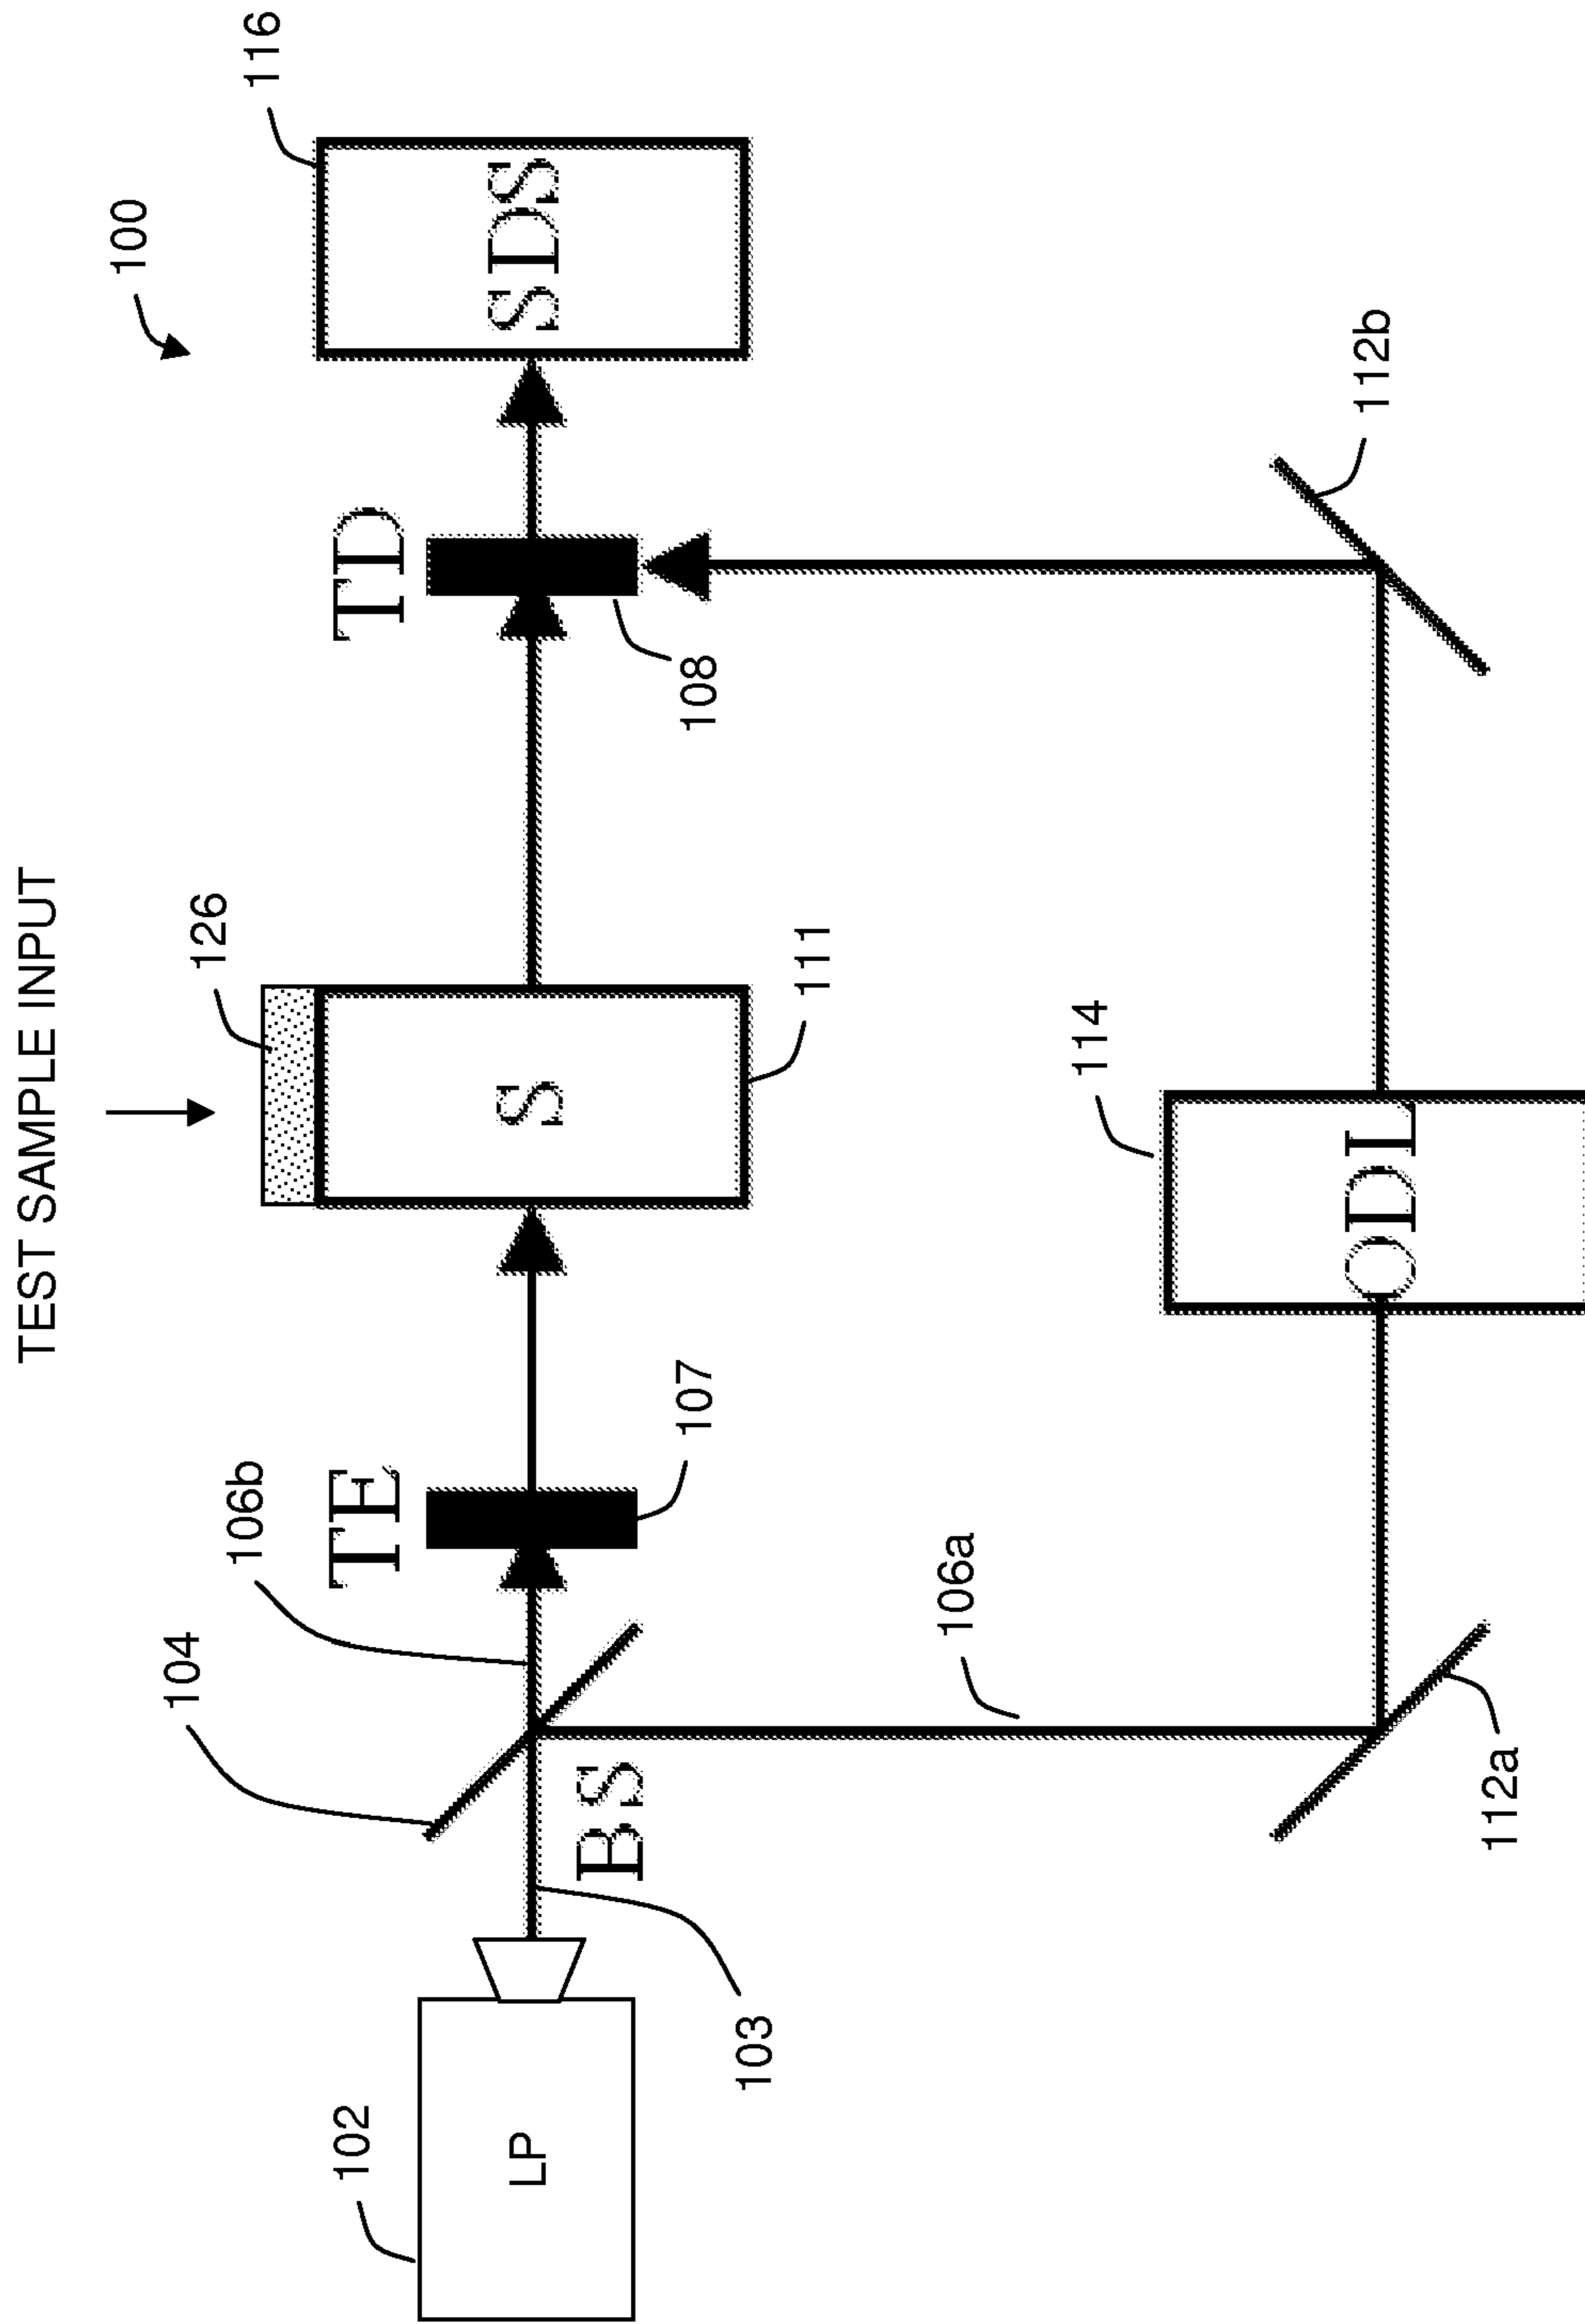 TEST SAMPLE INPUT
100
126
116
106b
104
TE
TD
102
LP
S
SDS
BS
107
108
103
111
106a
114
ODL
112b
112a